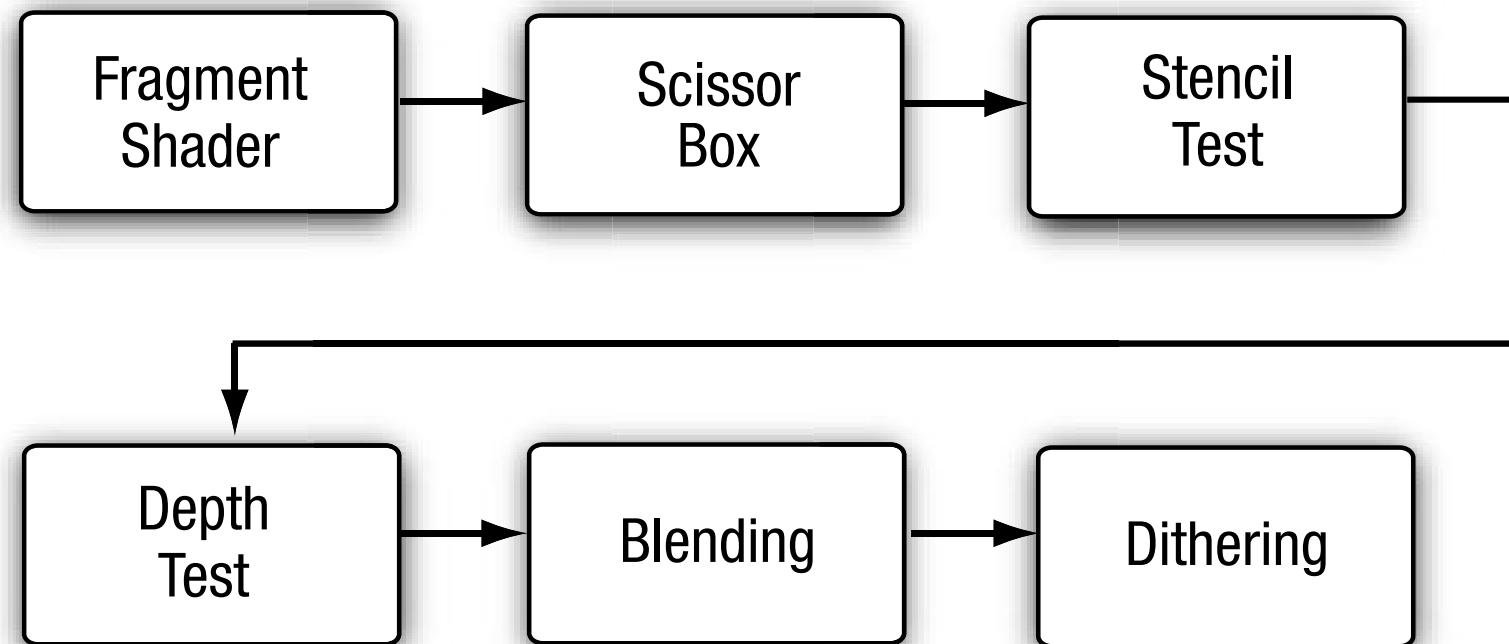 Fragment
Shader
Scissor
Box
Stencil
Test
Depth
Test
Blending
Dithering